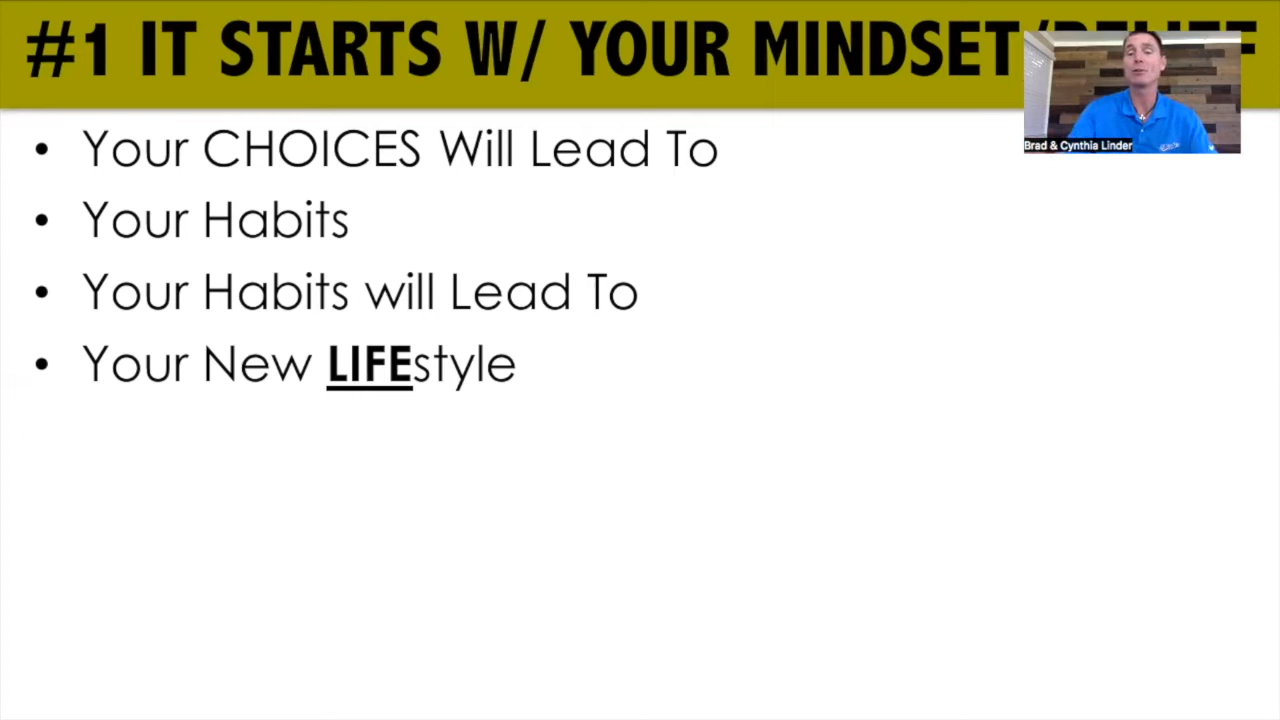 #1 IT STARTS W/ YOUR MINDSET/BELIEF
Brad & Cynthia Linder
• Your CHOICES Will Lead To
• Your Habits
• Your Habits will Lead To
• Your New LIFEstyle